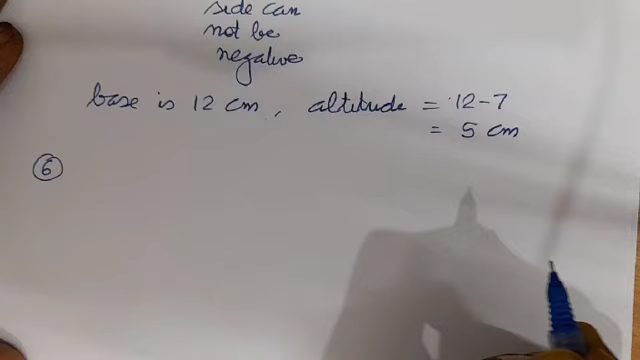 side can
not be
negative
base is 12 cm, altitude = 12-7
= 5 cm
6